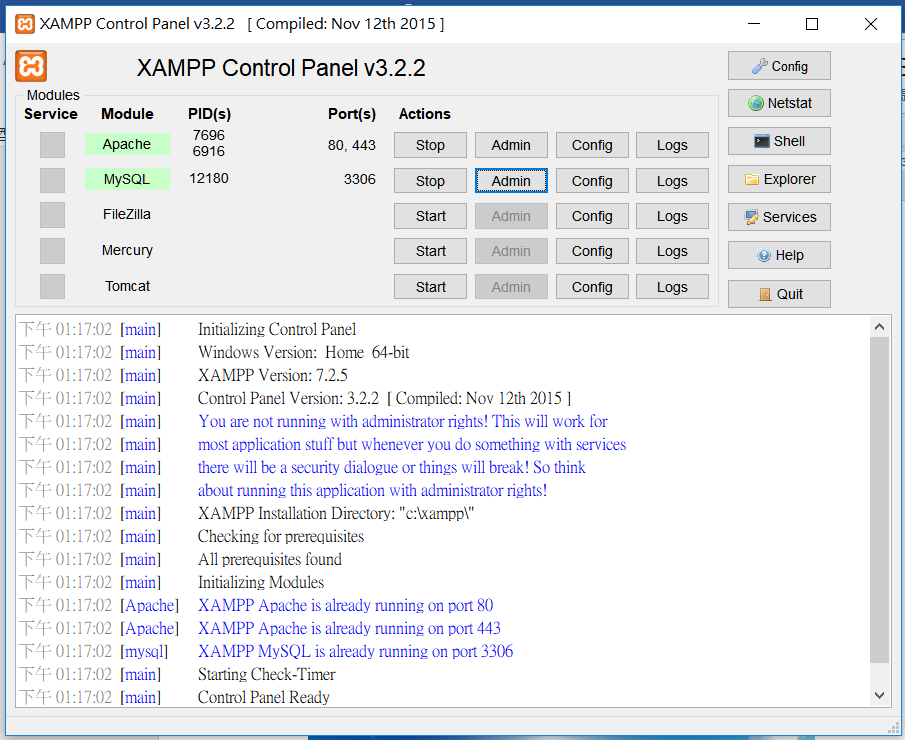 XAMPP Control Panel v3.2.2 [ Compiled: Nov 12th 2015 ]
XAMPP Control Panel v3.2.2
Config
Netstat
Shell
Explorer
Services
Help
Quit
Modules
Service Module PID(s) Port(s) Actions
Apache 7696 6916 80, 443 Stop Admin Config Logs
MySQL 12180 3306 Stop Admin Config Logs
FileZilla Start Admin Config Logs
Mercury Start Admin Config Logs
Tomcat Start Admin Config Logs
下午 01:17:02 [main] Initializing Control Panel
下午 01:17:02 [main] Windows Version: Home 64-bit
下午 01:17:02 [main] XAMPP Version: 7.2.5
下午 01:17:02 [main] Control Panel Version: 3.2.2 [ Compiled: Nov 12th 2015 ]
下午 01:17:02 [main] You are not running with administrator rights! This will work for
下午 01:17:02 [main] most application stuff but whenever you do something with services
下午 01:17:02 [main] there will be a security dialogue or things will break! So think
下午 01:17:02 [main] about running this application with administrator rights!
下午 01:17:02 [main] XAMPP Installation Directory: "c:\xampp\"
下午 01:17:02 [main] Checking for prerequisites
下午 01:17:02 [main] All prerequisites found
下午 01:17:02 [main] Initializing Modules
下午 01:17:02 [Apache] XAMPP Apache is already running on port 80
下午 01:17:02 [Apache] XAMPP Apache is already running on port 443
下午 01:17:02 [mysql] XAMPP MySQL is already running on port 3306
下午 01:17:02 [main] Starting Check-Timer
下午 01:17:02 [main] Control Panel Ready